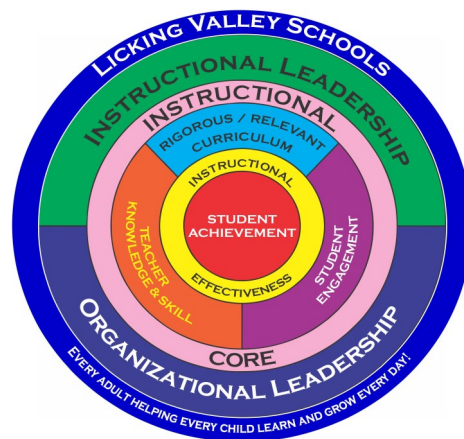 LICKING VALLEY SCHOOLS
INSTRUCTIONAL LEADERSHIP
INSTRUCTIONAL
RIGOROUS / RELEVANT
CURRICULUM
INSTRUCTIONAL
STUDENT
ACHIEVEMENT
EFFECTIVENESS
TEACHER
KNOWLEDGE & SKILL
STUDENT
ENGAGEMENT
CORE
ORGANIZATIONAL LEADERSHIP
EVERY ADULT HELPING EVERY CHILD LEARN AND GROW EVERY DAY!